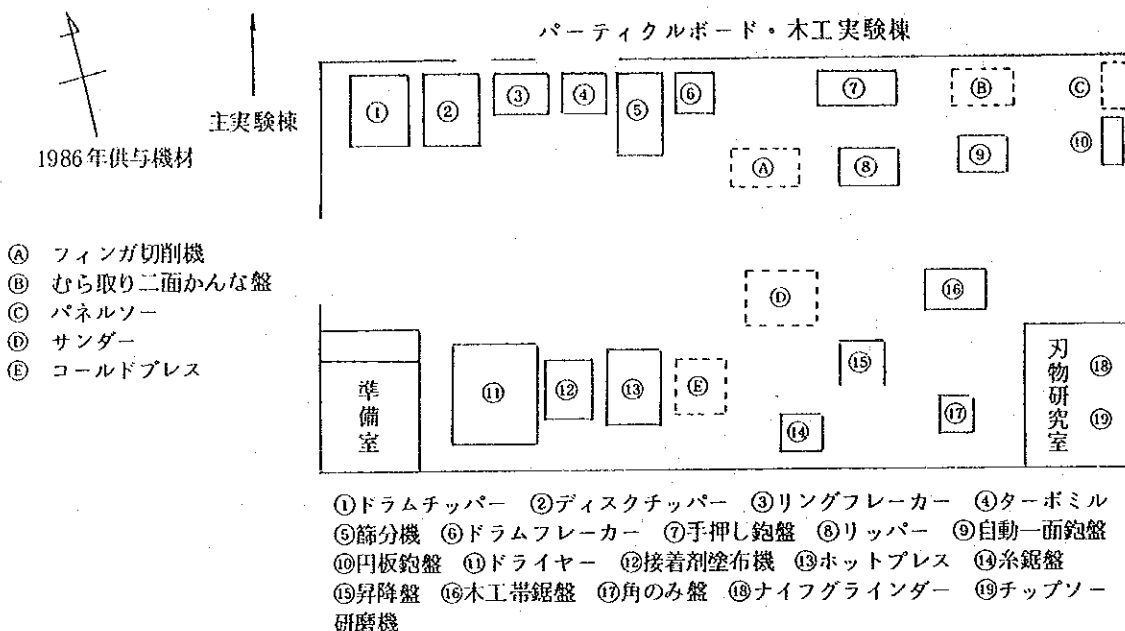 パーティクルボード・木工実験棟
主実験棟
1986年供与機材
Ⓐ フィンガ切削機
Ⓑ むら取り二面かんな盤
Ⓒ パネルソー
Ⓓ サンダー
Ⓔ コールドプレス
① ② ③ ④ ⑤ ⑥ ⑦ Ⓑ Ⓒ
Ⓐ ⑧ ⑨ ⑩
Ⓓ ⑯
準備室
⑪ ⑫ ⑬ Ⓔ ⑮
⑭ ⑰
刃物研究室
⑱
⑲
①ドラムチッパー ②ディスクチッパー ③リングフレーカー ④ターボミル
⑤篩分機 ⑥ドラムフレーカー ⑦手押し鉋盤 ⑧リッパー ⑨自動一面鉋盤
⑩円板鉋盤 ⑪ドライヤー ⑫接着剤塗布機 ⑬ホットプレス ⑭糸鋸盤
⑮昇降盤 ⑯木工帯鋸盤 ⑰角のみ盤 ⑱ナイフグラインダー ⑲チップソー
研磨機